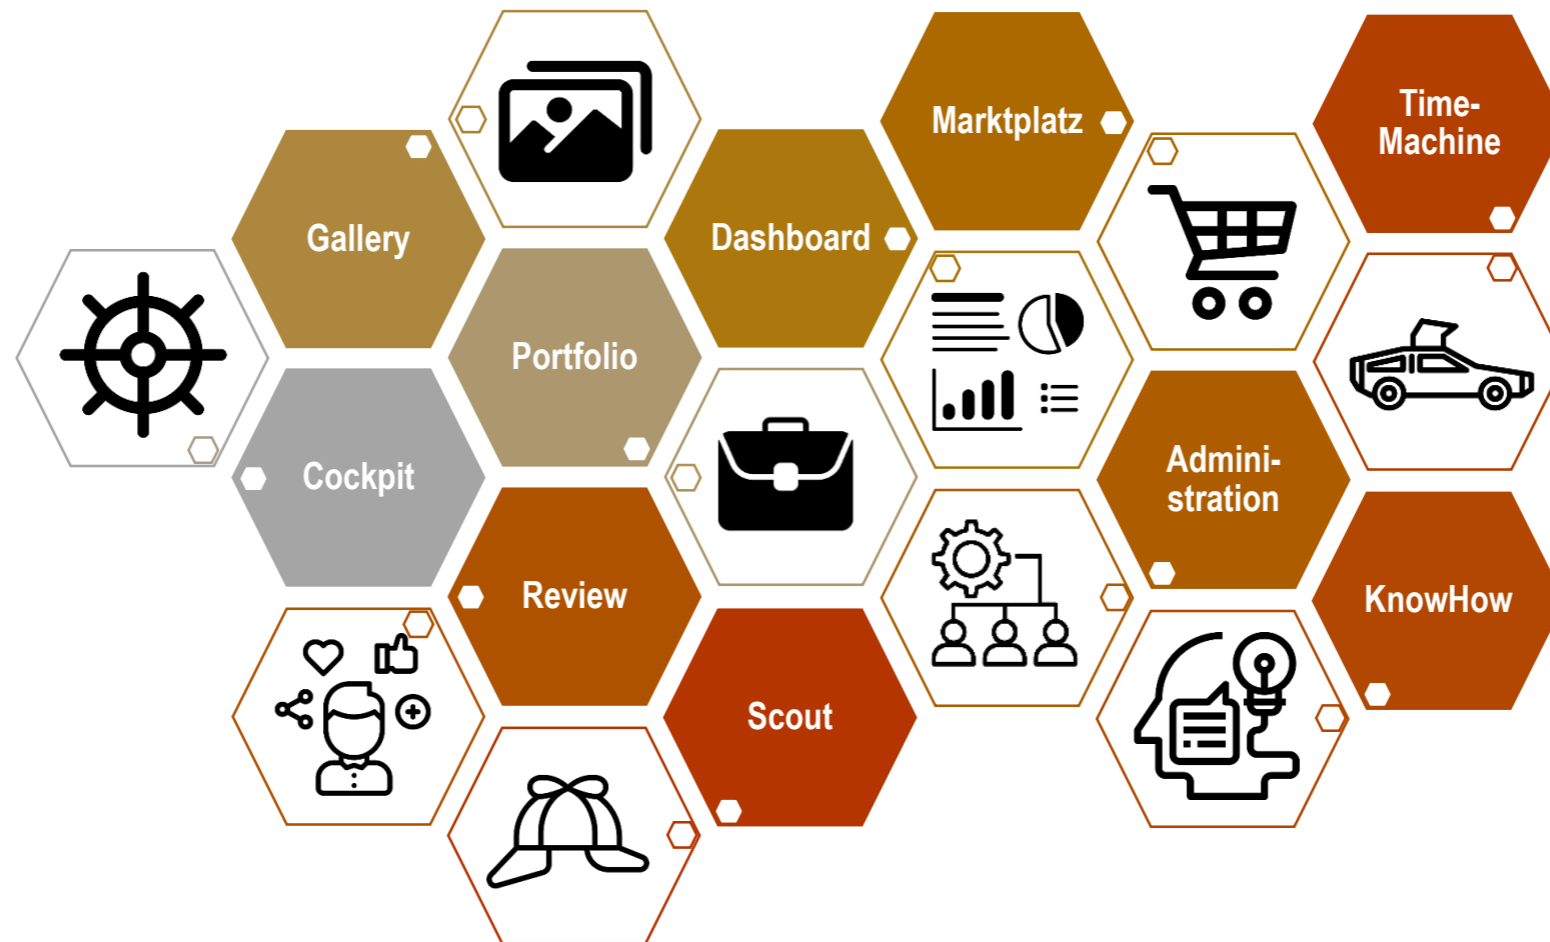 Marktplatz
Time-
Machine
Gallery
Dashboard
Portfolio
Cockpit
Admini-
stration
Review
KnowHow
Scout